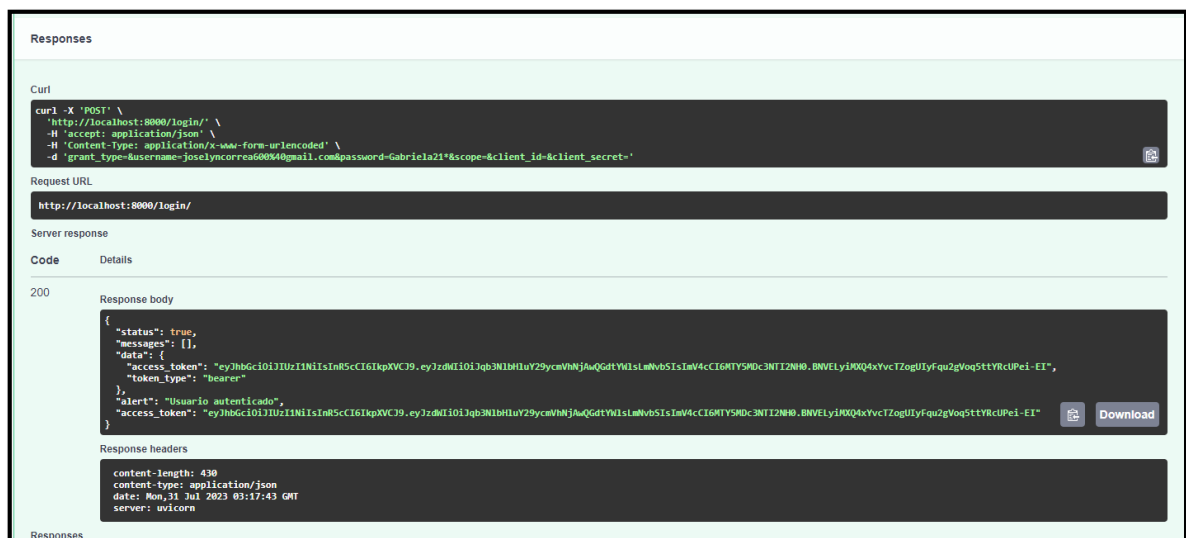 Responses
Curl
curl -X 'POST' \
'http://localhost:8000/login/' \
-H 'accept: application/json' \
-H 'Content-Type: application/x-www-form-urlencoded' \
-d 'grant_type=&username=joselyncorrea600%40gmail.com&password=Gabriela21*&scope=&client_id=&client_secret='
Request URL
http://localhost:8000/login/
Server response
Code Details
200
Response body
{
"status": true,
"messages": [],
"data": {
"access_token": "eyJhbGciOiJIUzI1NiIsInR5cCI6IkpXVCJ9.eyJzdWIiOiJqb3NlbHluY29ycmVhNjAwQGdtYWlsLmNvbSIsImV4cCI6MTY5MDc3NTI2NH0.BNVELyiMXQ4xYvcTZogUIyFqu2gVoq5ttYRcUPei-EI",
"token_type": "bearer"
},
"alert": "Usuario autenticado",
"access_token": "eyJhbGciOiJIUzI1NiIsInR5cCI6IkpXVCJ9.eyJzdWIiOiJqb3NlbHluY29ycmVhNjAwQGdtYWlsLmNvbSIsImV4cCI6MTY5MDc3NTI2NH0.BNVELyiMXQ4xYvcTZogUIyFqu2gVoq5ttYRcUPei-EI"
}
Download
Response headers
content-length: 430
content-type: application/json
date: Mon,31 Jul 2023 03:17:43 GMT
server: uvicorn
Responses